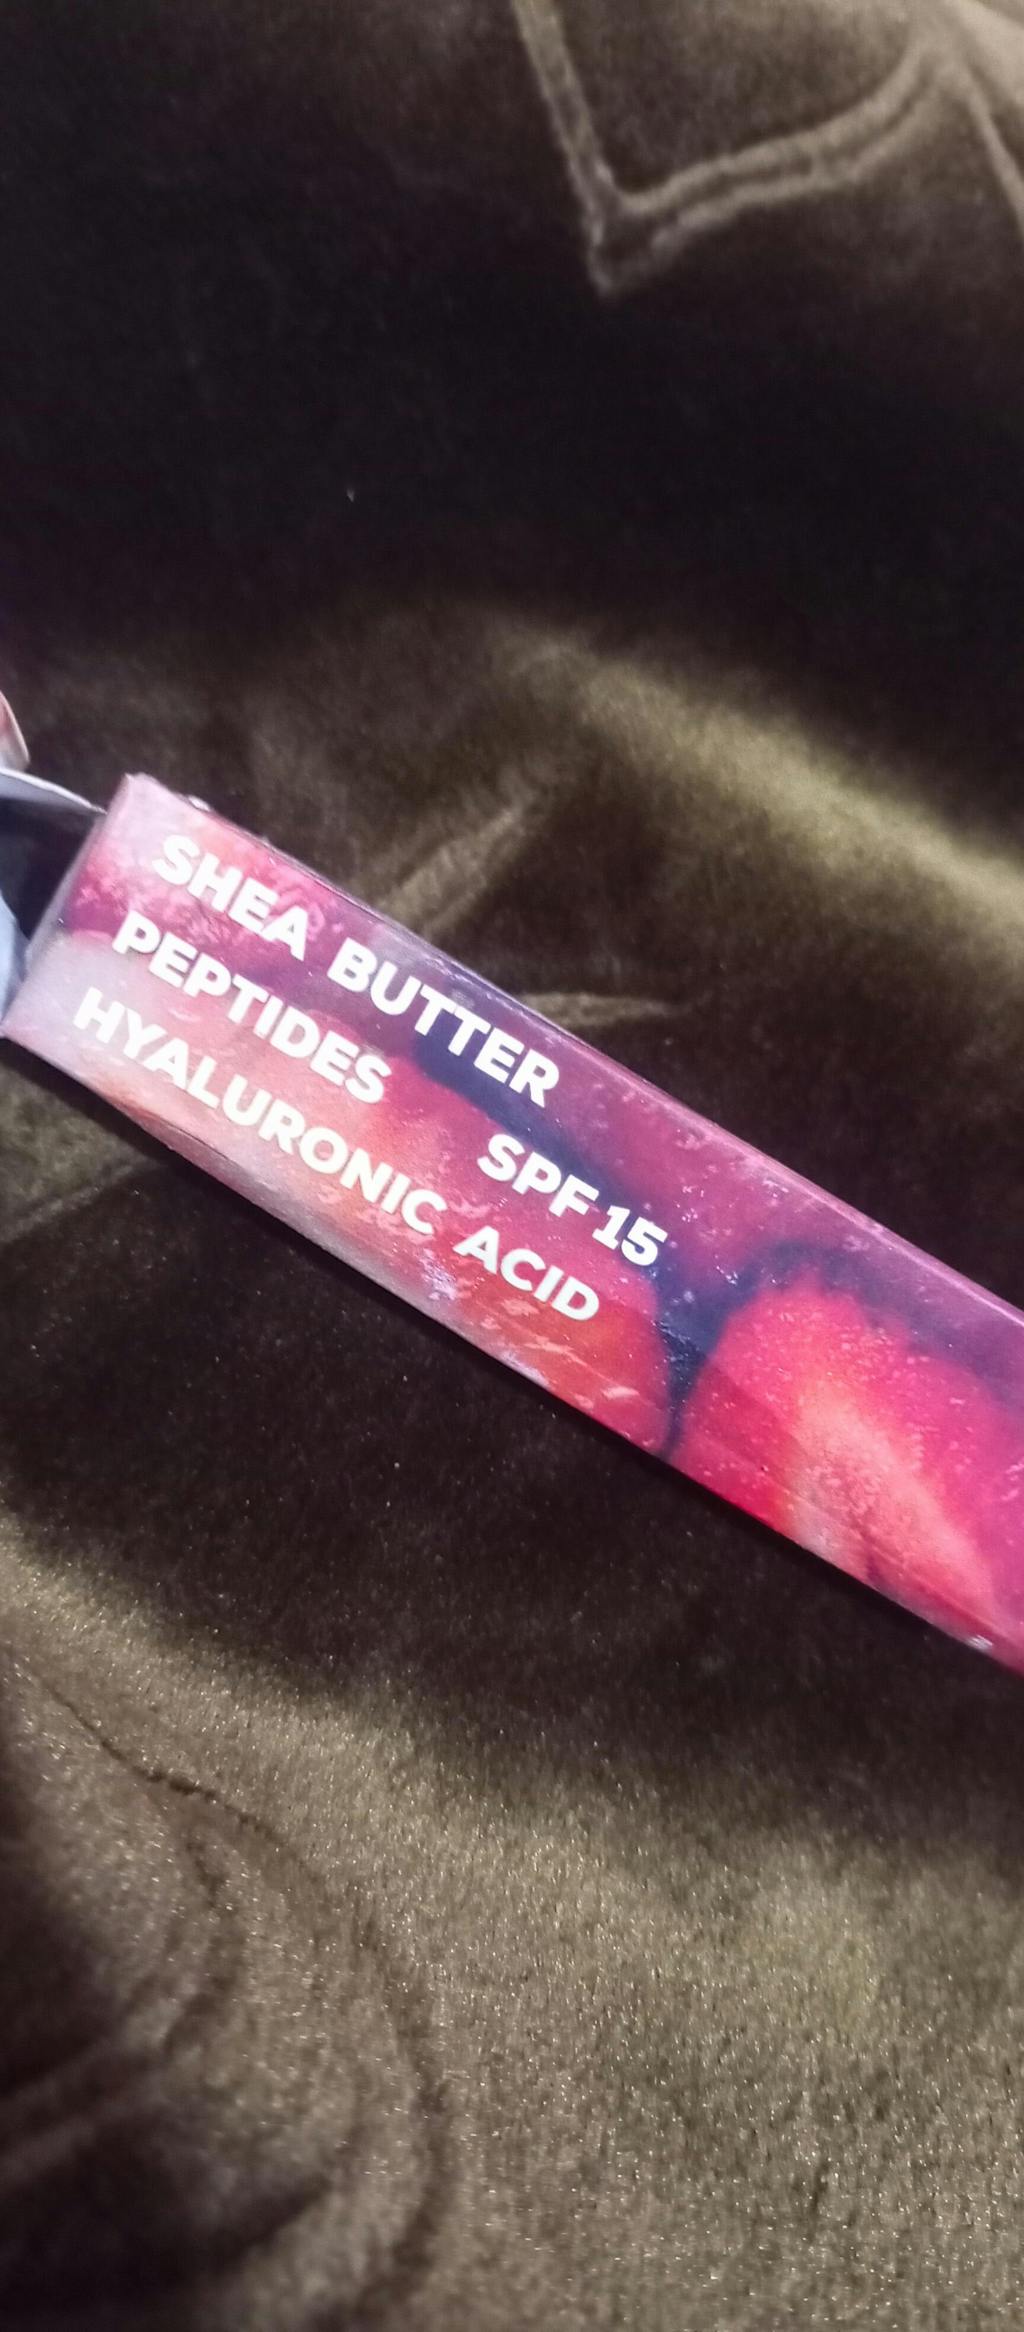 SHEA BUTTER
PEPTIDES
SPF 15
HYALURONIC ACID